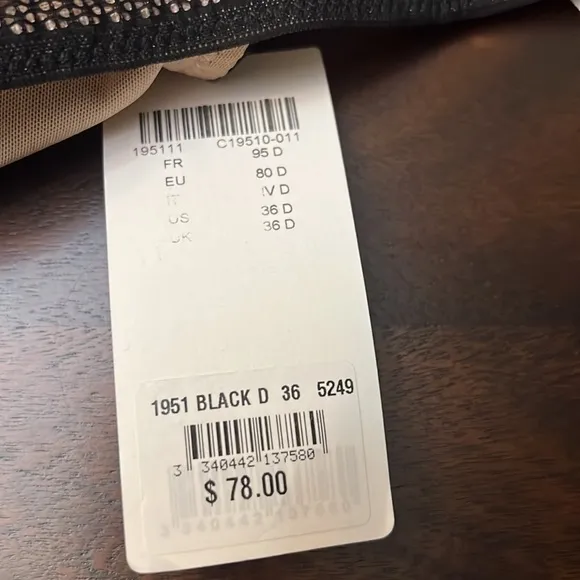 195111 C19510-011
FR 95 D
EU 80 D
IT IV D
US 36 D
UK 36 D
1951 BLACK D 36 5249
3 340442 137580
$ 78.00